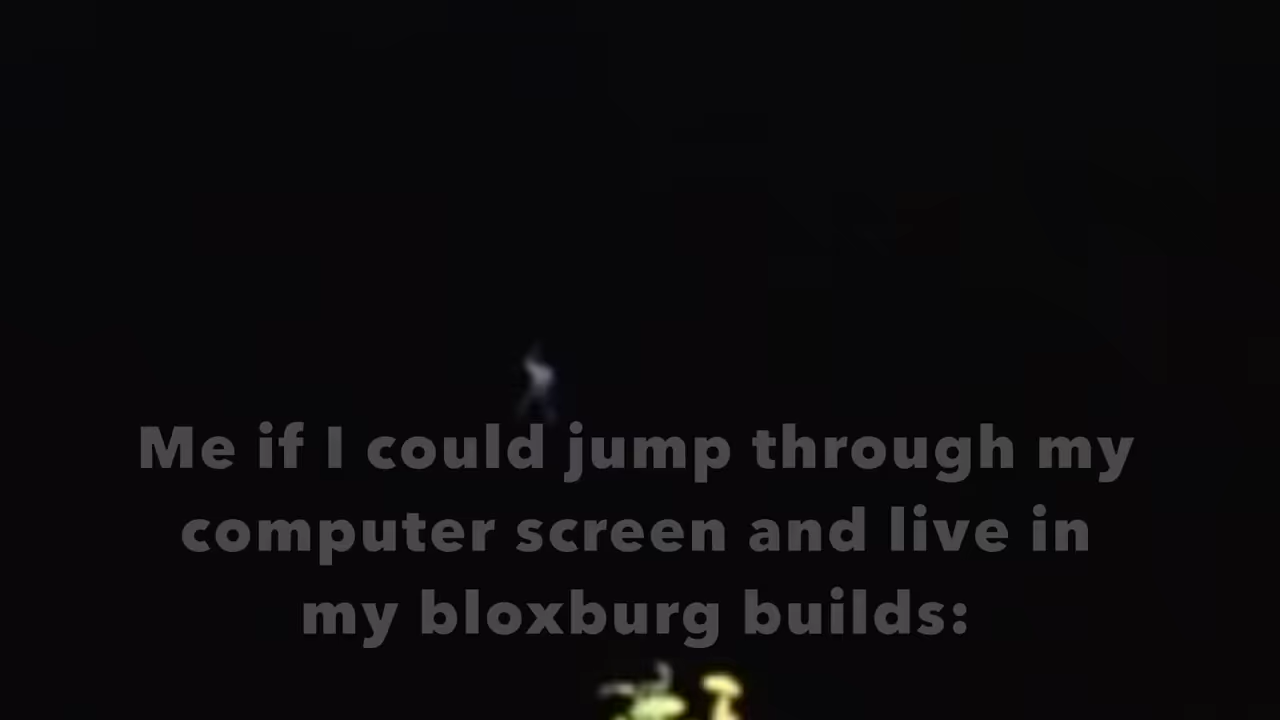 Me if I could jump through my
computer screen and live in
my bloxburg builds: